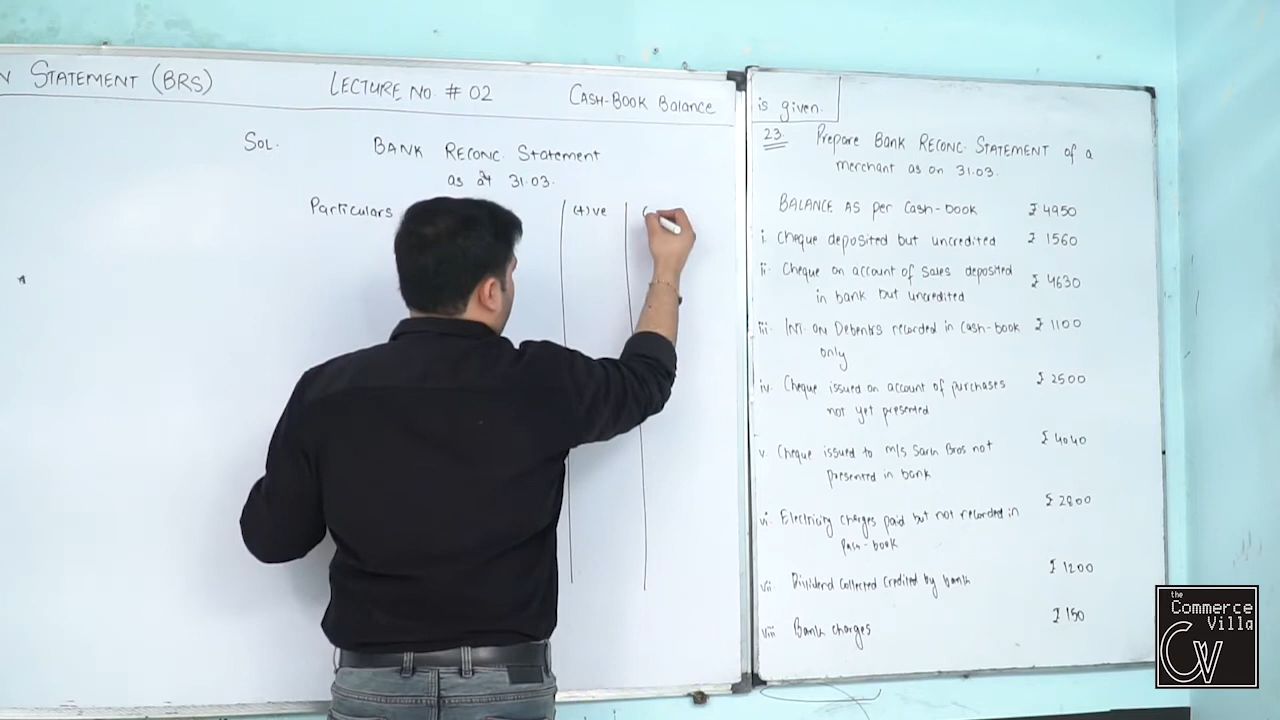 N STATEMENT (BRS)
LECTURE NO. # 02
CASH-BOOK Balance
is given.
SOL.
BANK RECONC. Statement
as at 31.03.
Particulars
(+)ve
(
23.
Prepare BANK RECONC. STATEMENT of a
merchant as on 31.03.
BALANCE AS per Cash-book ₹ 4950
i. Cheque deposited but uncredited ₹ 1560
ii. Cheque on account of sales deposited
in bank but uncredited ₹ 4630
iii. INT. ON recorded in cash-book ₹ 1100
only
iv. Cheque issued on account of purchases ₹ 2500
not yet presented
v. Cheque issued to m/s Bros not ₹ 4040
presented in bank
vi. Electricity charges paid but not recorded in ₹ 2800
-book
vii Dividend collected credited by bank ₹ 1200
viii Bank charges ₹ 150
the
Commerce
Villa
CV